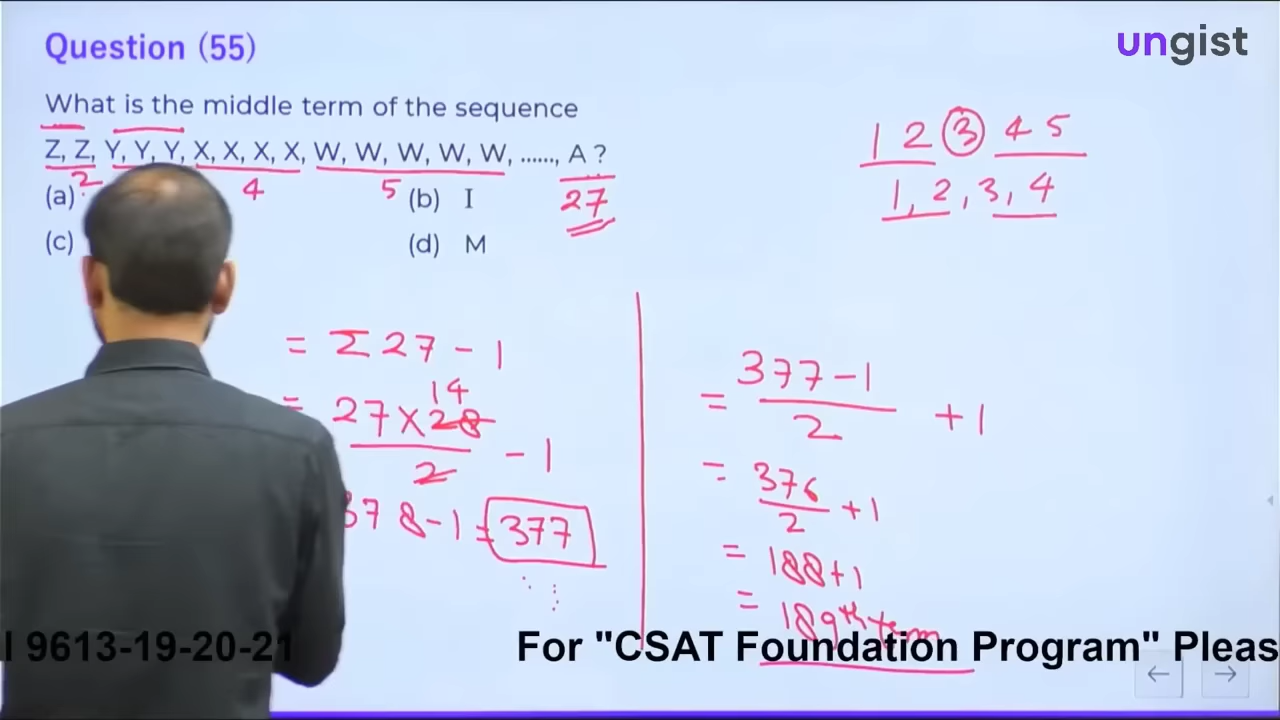 Question (55)
ungist
What is the middle term of the sequence
Z, Z, Y, Y, Y, X, X, X, X, W, W, W, W, W, ......, A ?
2 4 5 27
(a)
(b) I
(c)
(d) M
1 2 3 4 5
1, 2, 3, 4
= Σ 27 - 1
= 27 × 28 14
2 - 1
378 - 1 = 377
= 377 - 1
2 + 1
= 376
2 + 1
= 188 + 1
= 189th term
9613-19-20-21
For "CSAT Foundation Program" Pleas
← →